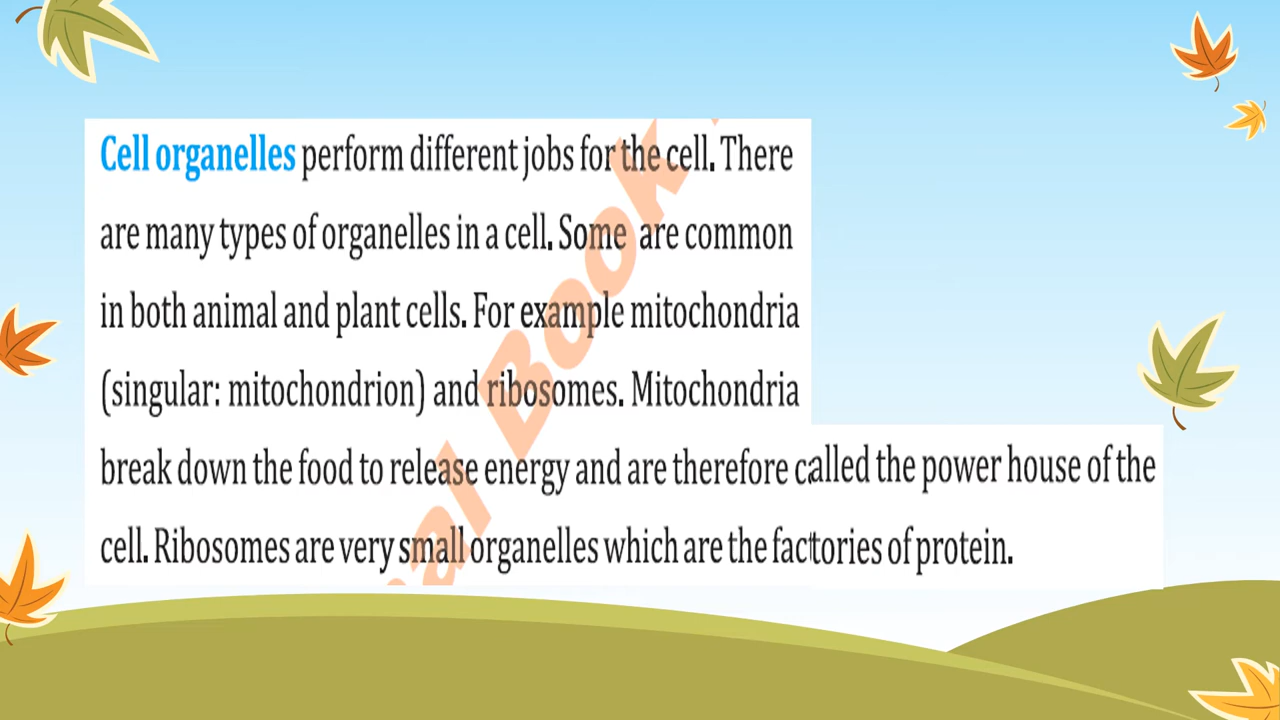 Cell organelles perform different jobs for the cell. There
are many types of organelles in a cell. Some are common
in both animal and plant cells. For example mitochondria
(singular: mitochondrion) and ribosomes. Mitochondria
break down the food to release energy and are therefore called the power house of the
cell. Ribosomes are very small organelles which are the factories of protein.
al Book